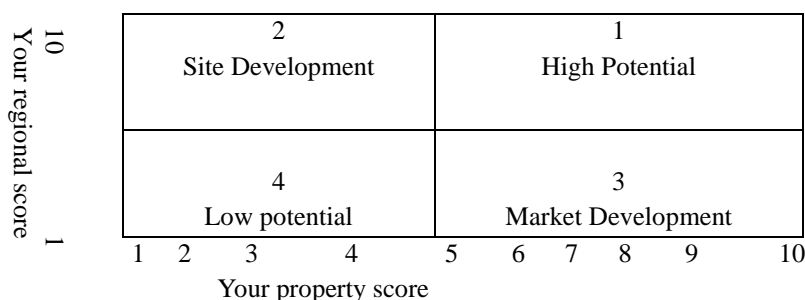 10
Your regional score
1
2
Site Development
1
High Potential
4
Low potential
3
Market Development
1 2 3 4 5 6 7 8 9 10
Your property score